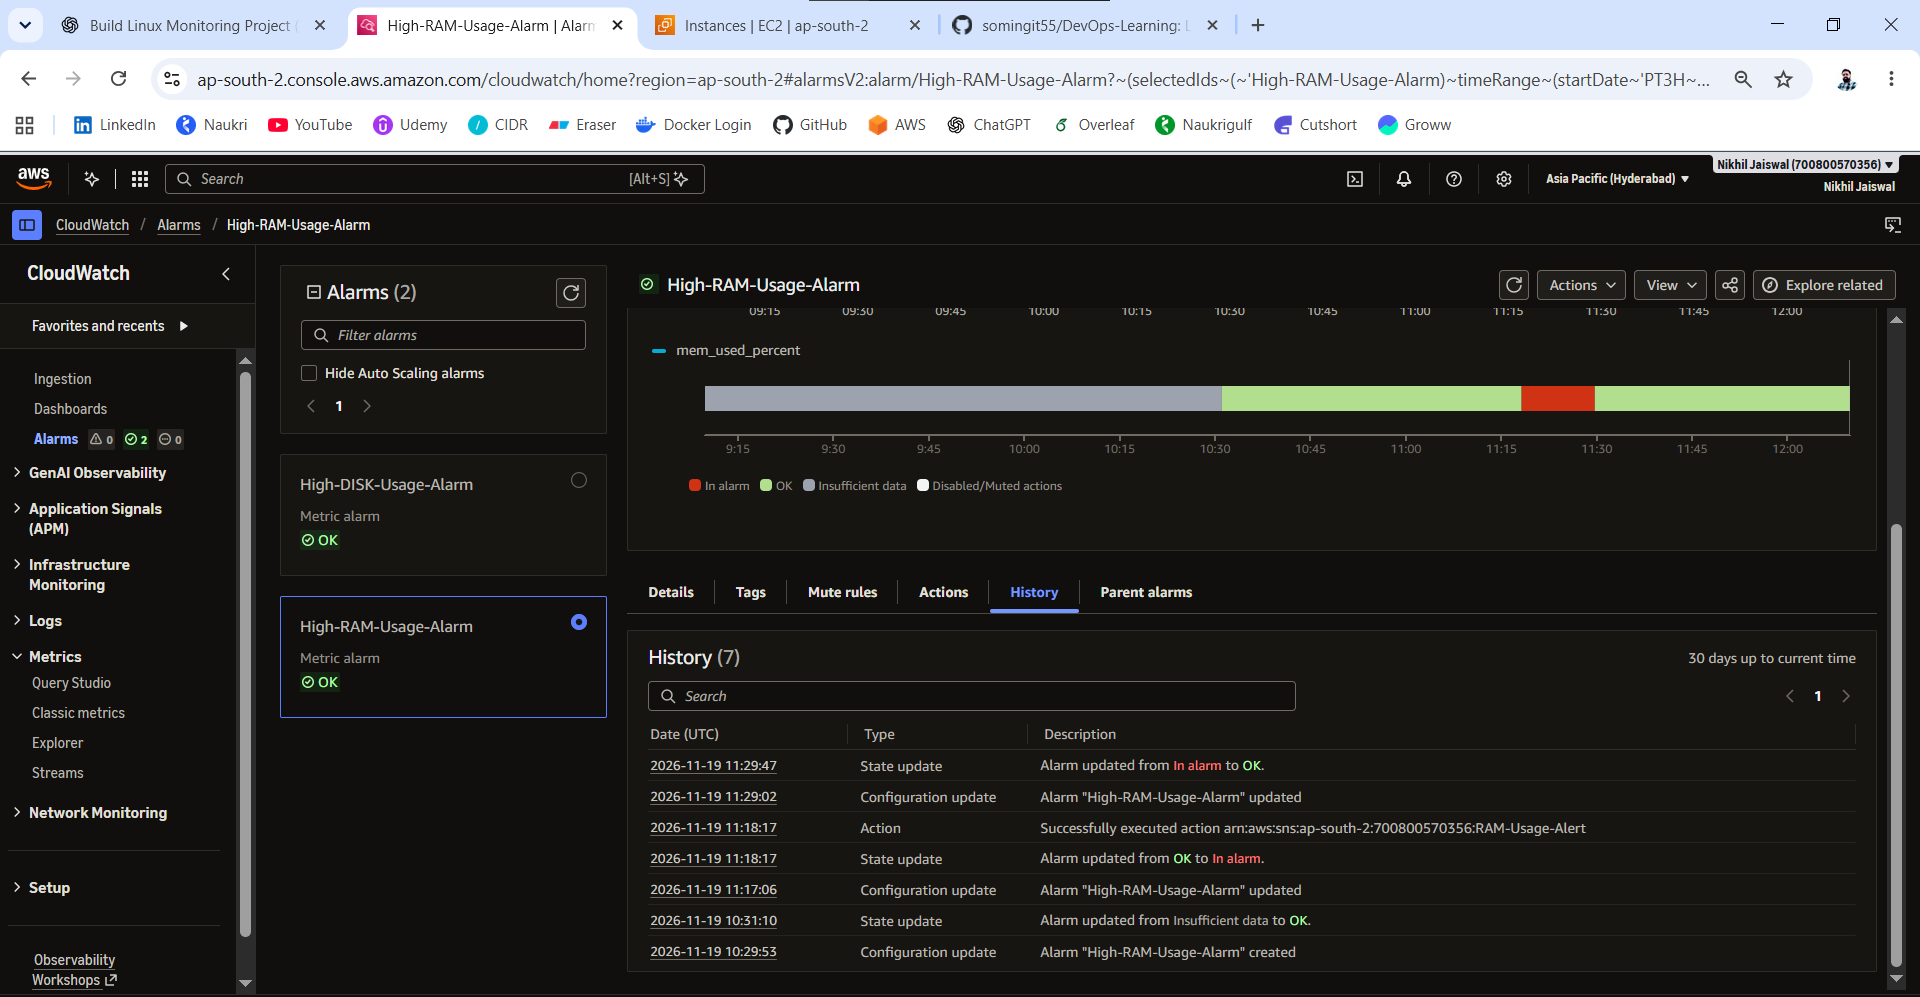 Build Linux Monitoring Project (
High-RAM-Usage-Alarm | Alarm
Instances | EC2 | ap-south-2
somingit55/DevOps-Learning: L
ap-south-2.console.aws.amazon.com/cloudwatch/home?region=ap-south-2#alarmsV2:alarm/High-RAM-Usage-Alarm?~(selectedIds~(~'High-RAM-Usage-Alarm)~timeRange~(startDate~'PT3H~...
LinkedIn Naukri YouTube Udemy CIDR Eraser Docker Login GitHub AWS ChatGPT Overleaf Naukrigulf Cutshort Groww
aws
Search
[Alt+S]
Asia Pacific (Hyderabad)
Nikhil Jaiswal (700800570356)
Nikhil Jaiswal
CloudWatch / Alarms / High-RAM-Usage-Alarm
CloudWatch
Favorites and recents
Ingestion
Dashboards
Alarms 0 2 0
GenAI Observability
Application Signals
(APM)
Infrastructure
Monitoring
Logs
Metrics
Query Studio
Classic metrics
Explorer
Streams
Network Monitoring
Setup
Observability
Workshops
Alarms (2)
Filter alarms
Hide Auto Scaling alarms
1
High-DISK-Usage-Alarm
Metric alarm
OK
High-RAM-Usage-Alarm
Metric alarm
OK
High-RAM-Usage-Alarm
Actions
View
Explore related
09:15 09:30 09:45 10:00 10:15 10:30 10:45 11:00 11:15 11:30 11:45 12:00
mem_used_percent
9:15 9:30 9:45 10:00 10:15 10:30 10:45 11:00 11:15 11:30 11:45 12:00
In alarm OK Insufficient data Disabled/Muted actions
Details Tags Mute rules Actions History Parent alarms
History (7)
30 days up to current time
Search
1
Date (UTC) Type Description
2026-11-19 11:29:47 State update Alarm updated from In alarm to OK.
2026-11-19 11:29:02 Configuration update Alarm "High-RAM-Usage-Alarm" updated
2026-11-19 11:18:17 Action Successfully executed action arn:aws:sns:ap-south-2:700800570356:RAM-Usage-Alert
2026-11-19 11:18:17 State update Alarm updated from OK to In alarm.
2026-11-19 11:17:06 Configuration update Alarm "High-RAM-Usage-Alarm" updated
2026-11-19 10:31:10 State update Alarm updated from Insufficient data to OK.
2026-11-19 10:29:53 Configuration update Alarm "High-RAM-Usage-Alarm" created